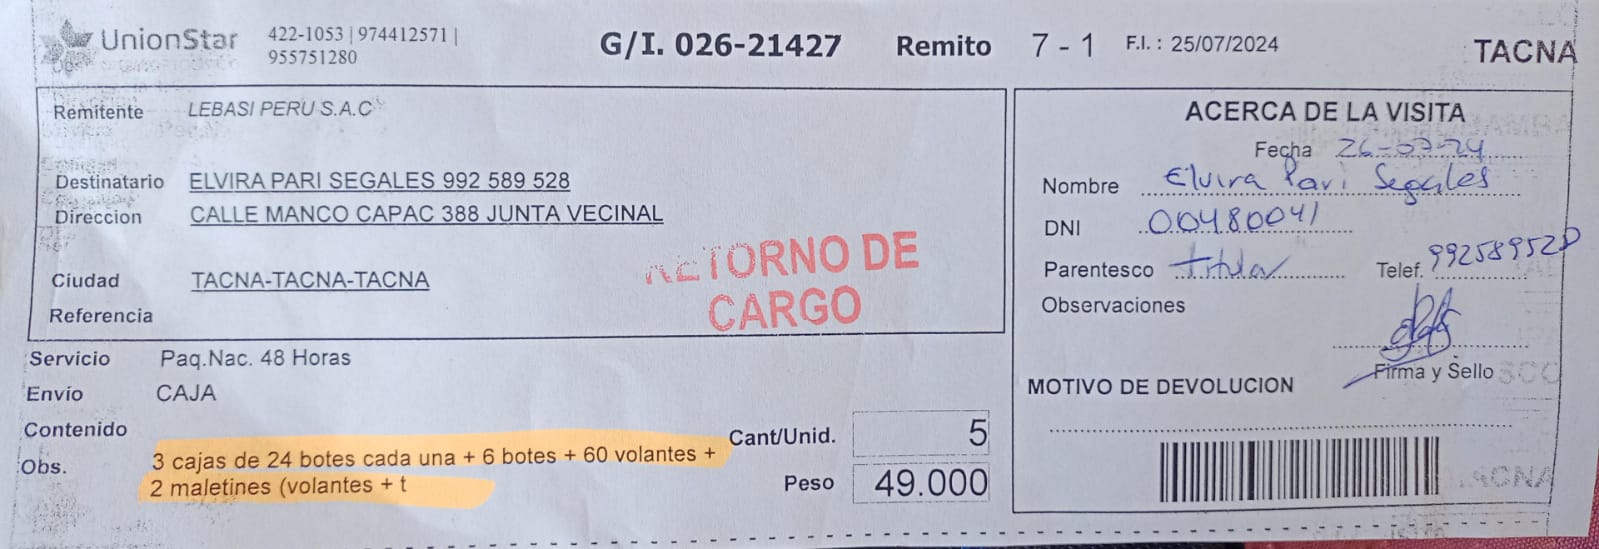 UnionStar 422-1053 | 974412571 |
955751280
G/I. 026-21427 Remito 7 - 1 F.I. : 25/07/2024 TACNA
Remitente LEBASI PERU S.A.C
Destinatario ELVIRA PARI SEGALES 992 589 528
Direccion CALLE MANCO CAPAC 388 JUNTA VECINAL
Ciudad TACNA-TACNA-TACNA
Referencia
RETORNO DE
CARGO
Servicio Paq.Nac. 48 Horas
Envío CAJA
Contenido
Obs. 3 cajas de 24 botes cada una + 6 botes + 60 volantes +
2 maletines (volantes + t
Cant/Unid. 5
Peso 49.000
ACERCA DE LA VISITA
Fecha 26-07-24
Nombre Elvira Pari Segales
DNI 00480041
Parentesco titular Telef. 992589528
Observaciones
Firma y Sello
MOTIVO DE DEVOLUCION